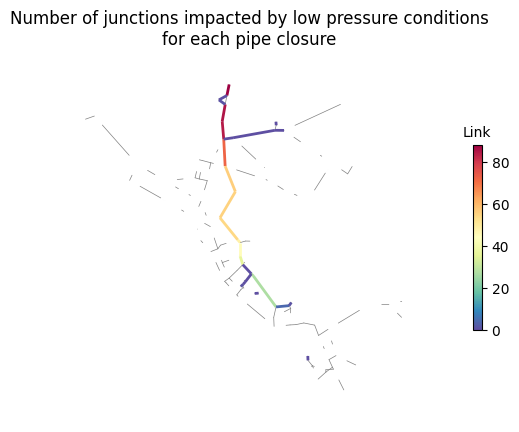 Number of junctions impacted by low pressure conditions
for each pipe closure
Link
80
60
40
20
0